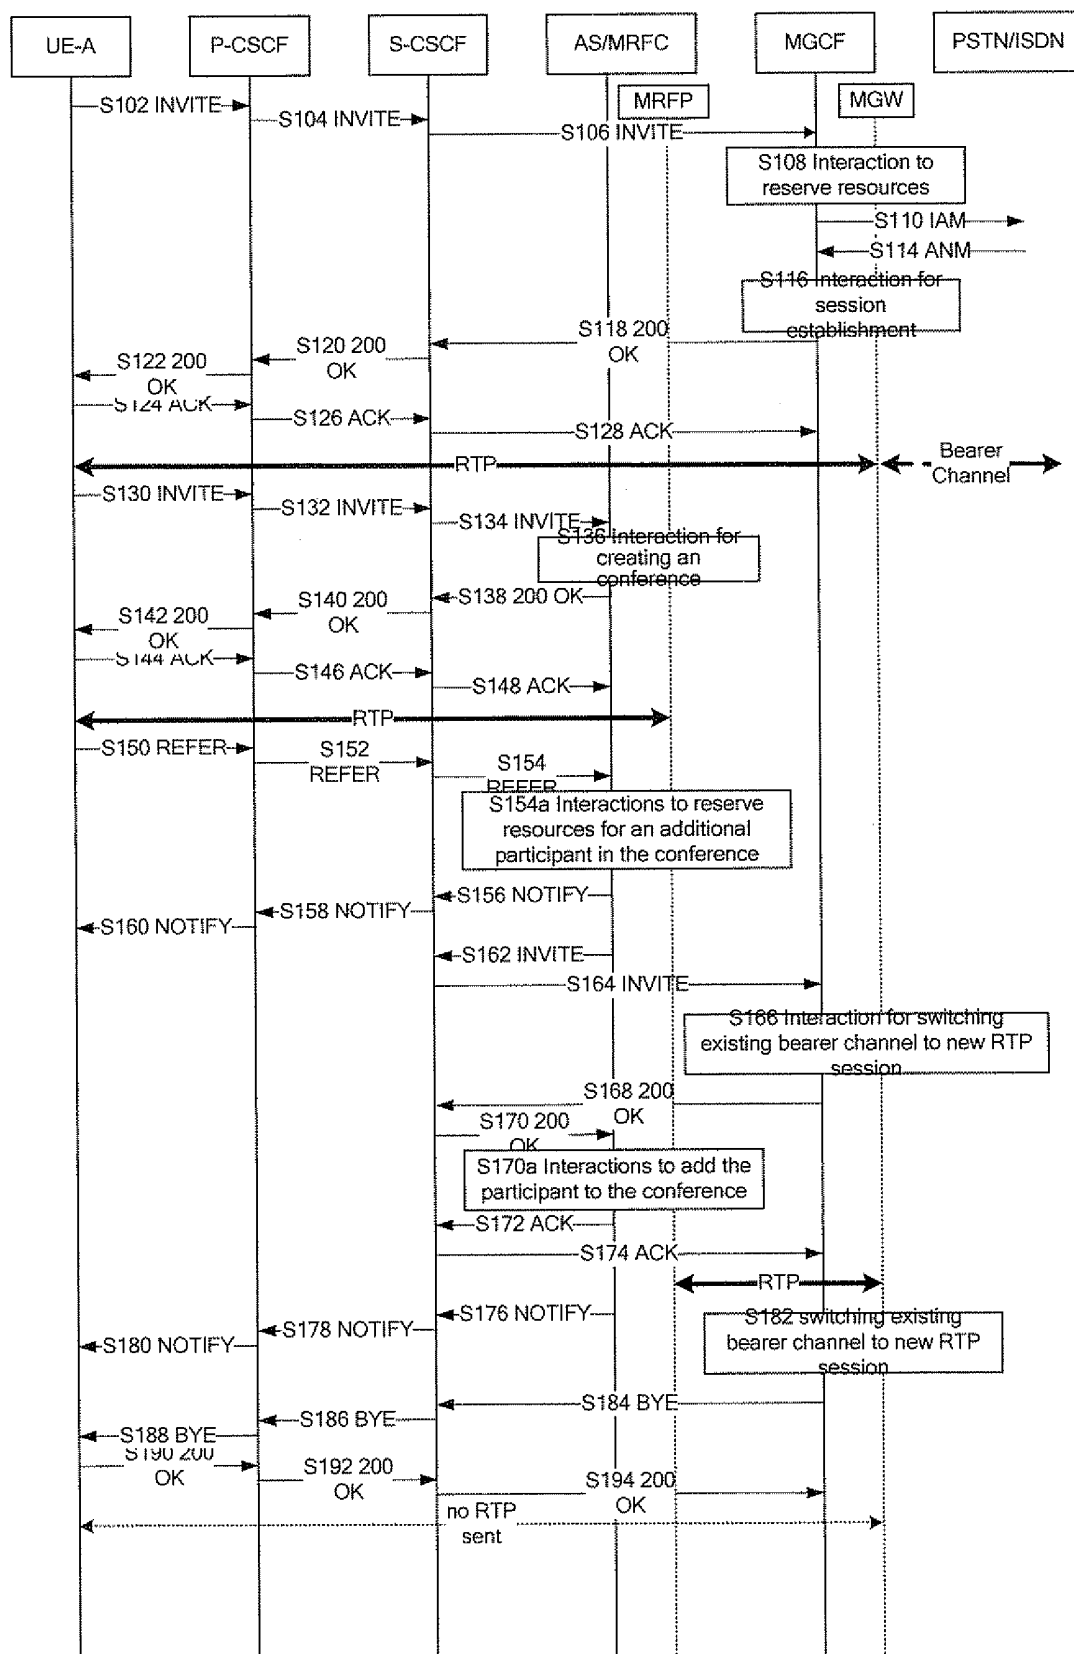 UE-A
P-CSCF
S-CSCF
AS/MRFC
MGCF
PSTN/ISDN
MRFP
MGW
S102 INVITE
S104 INVITE
S106 INVITE
S108 Interaction to
reserve resources
S110 IAM
S114 ANM
S116 Interaction for
session
establishment
S118 200
OK
S120 200
OK
S122 200
OK
S124 ACK
S126 ACK
S128 ACK
RTP
Bearer
Channel
S130 INVITE
S132 INVITE
S134 INVITE
S136 Interaction for
creating an
conference
S138 200 OK
S140 200
OK
S142 200
OK
S144 ACK
S146 ACK
S148 ACK
RTP
S150 REFER
S152
REFER
S154
REFER
S154a Interactions to reserve
resources for an additional
participant in the conference
S156 NOTIFY
S158 NOTIFY
S160 NOTIFY
S162 INVITE
S164 INVITE
S166 Interaction for switching
existing bearer channel to new RTP
session
S168 200
OK
S170 200
OK
S170a Interactions to add the
participant to the conference
S172 ACK
S174 ACK
RTP
S176 NOTIFY
S178 NOTIFY
S180 NOTIFY
S182 switching existing
bearer channel to new RTP
session
S184 BYE
S186 BYE
S188 BYE
S190 200
OK
S192 200
OK
S194 200
OK
no RTP
sent